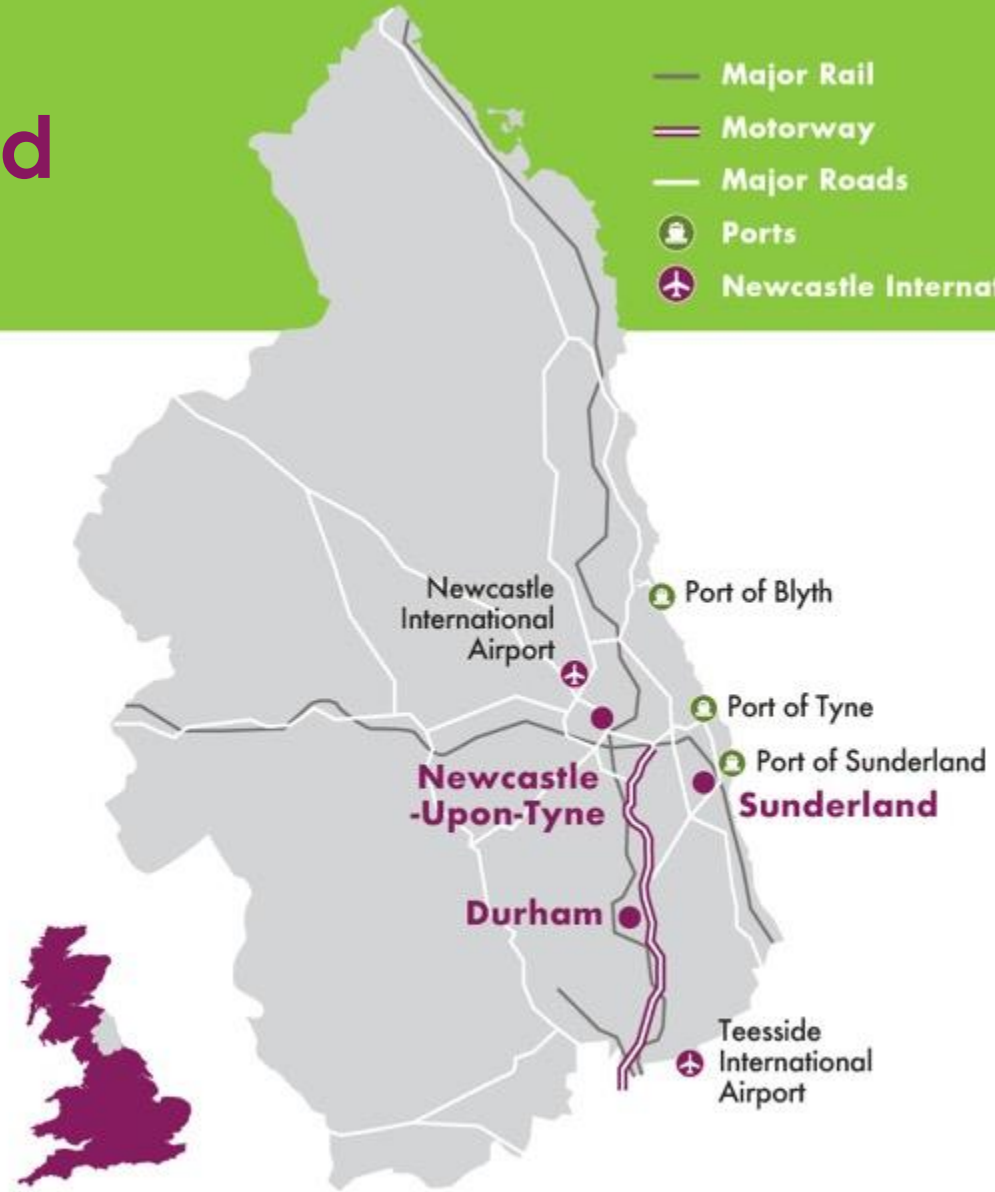 d
Major Rail
Motorway
Major Roads
Ports
Newcastle Internat
Newcastle
International
Airport
Port of Blyth
Port of Tyne
Port of Sunderland
Newcastle
-Upon-Tyne
Sunderland
Durham
Teesside
International
Airport